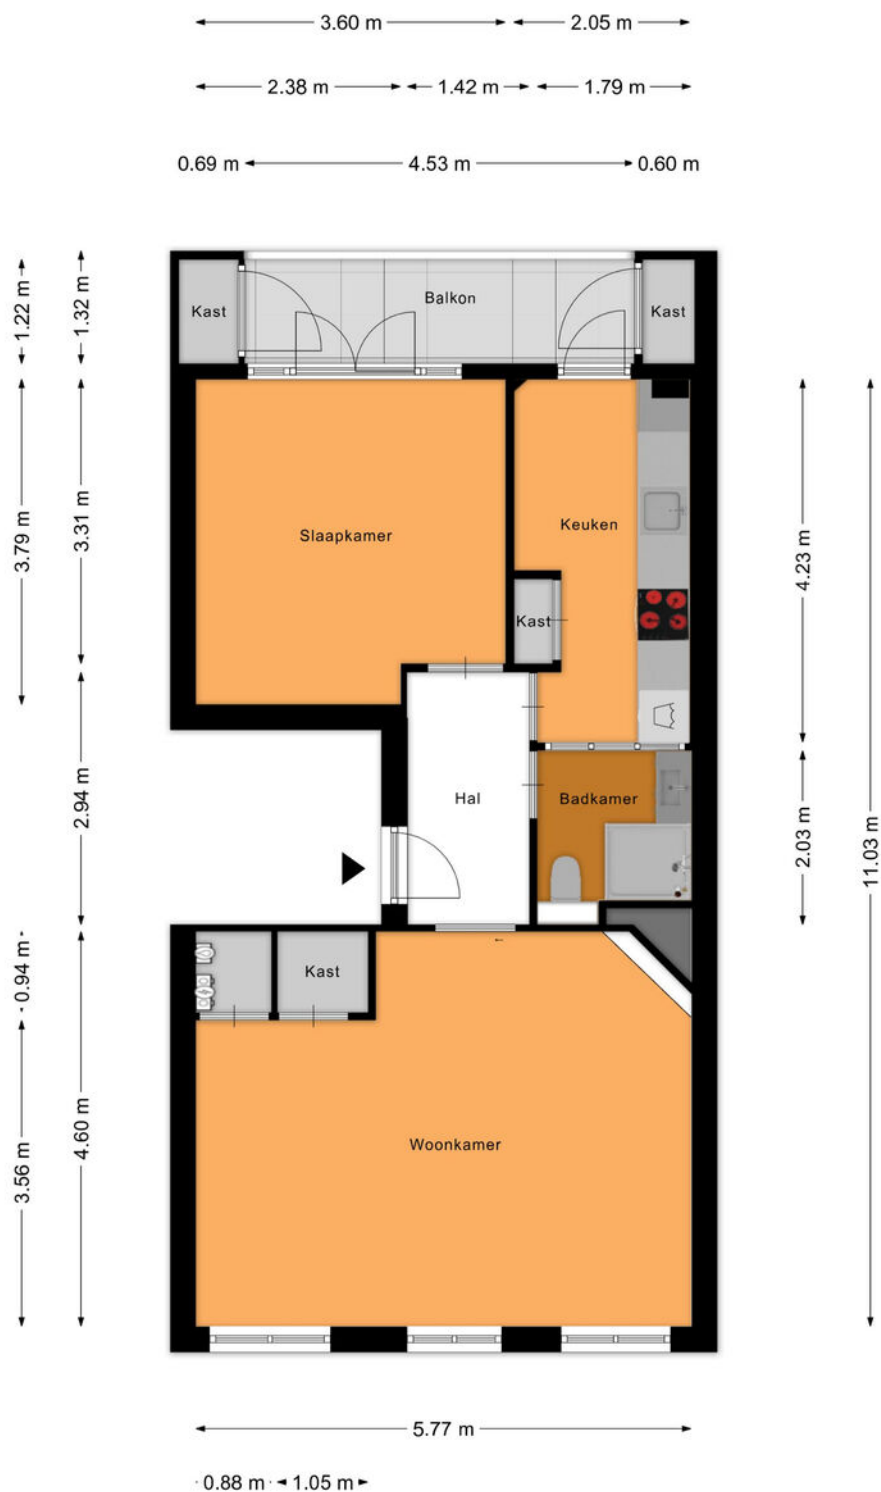 3.60 m
2.05 m
2.38 m
1.42 m
1.79 m
0.69 m
4.53 m
0.60 m
1.22 m
1.32 m
Kast
Balkon
Kast
3.79 m
3.31 m
Slaapkamer
Keuken
4.23 m
Kast
2.94 m
Hal
Badkamer
2.03 m
11.03 m
0.94 m
Kast
3.56 m
4.60 m
Woonkamer
5.77 m
0.88 m
1.05 m